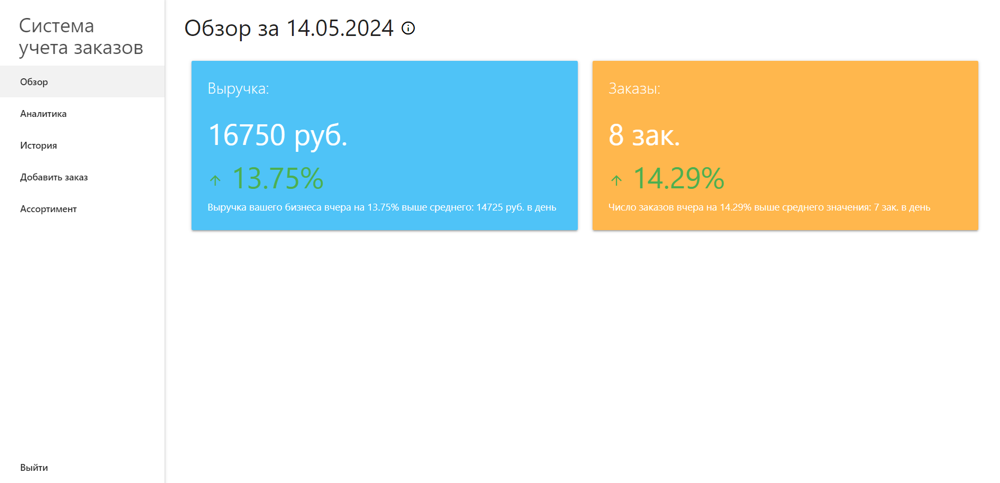 Система
учета заказов
Обзор
Аналитика
История
Добавить заказ
Ассортимент
Выйти
Обзор за 14.05.2024
Выручка:
16750 руб.
13.75%
Выручка вашего бизнеса вчера на 13.75% выше среднего: 14725 руб. в день
Заказы:
8 зак.
14.29%
Число заказов вчера на 14.29% выше среднего значения: 7 зак. в день